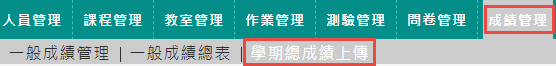 人員管理 課程管理 教室管理 作業管理 測驗管理 問卷管理 成績管理
一般成績管理 | 一般成績總表 | 學期總成績上傳